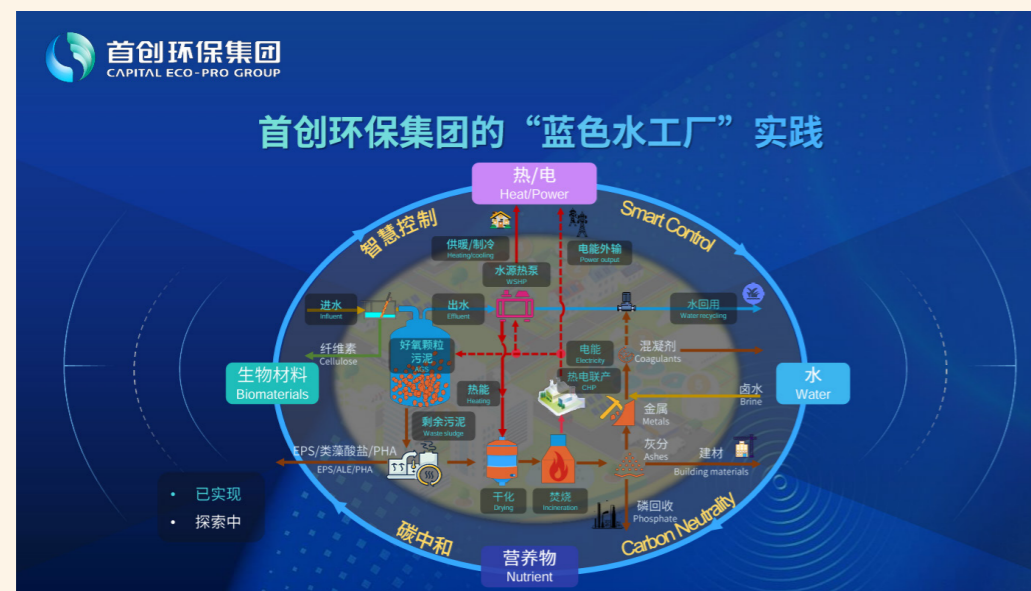 首创环保集团
CAPITAL ECO-PRO GROUP
首创环保集团的“蓝色水工厂”实践
热/电
Heat/Power
智慧控制
Smart Control
供暖/制冷
Heating/cooling
电能外输
Power output
水源热泵
WSHP
进水
Influent
出水
Effluent
水回用
Water recycling
纤维素
Cellulose
好氧颗粒
污泥
AGS
电能
Electricity
混凝剂
Coagulants
生物材料
Biomaterials
热能
Heating
热电联产
CHP
卤水
Brine
水
Water
金属
Metals
剩余污泥
Waste sludge
灰分
Ashes
建材
Building materials
EPS/类藻酸盐/PHA
EPS/ALE/PHA
干化
Drying
焚烧
Incineration
磷回收
Phosphate
• 已实现
• 探索中
碳中和
Carbon Neutrality
营养物
Nutrient